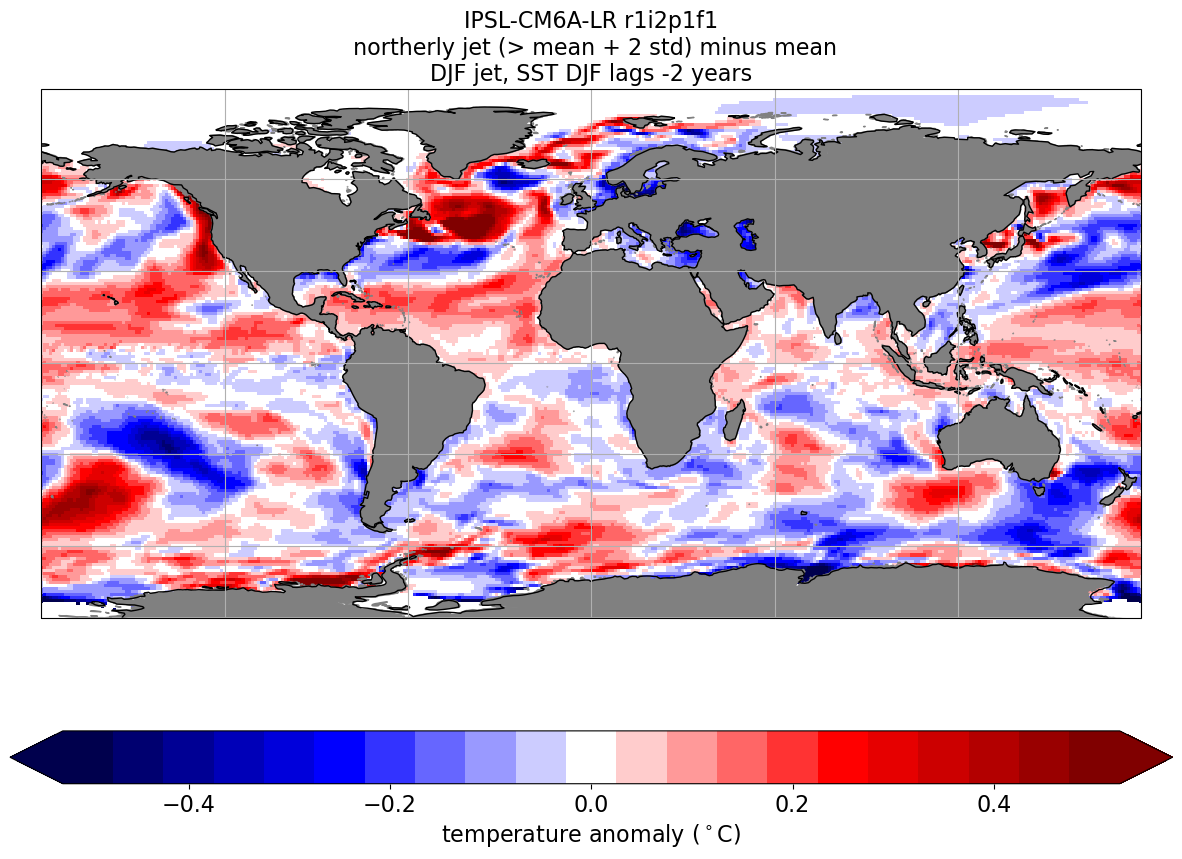 IPSL-CM6A-LR r1i2p1f1
northerly jet (> mean + 2 std) minus mean
DJF jet, SST DJF lags -2 years
−0.4 −0.2 0.0 0.2 0.4
temperature anomaly (°C)